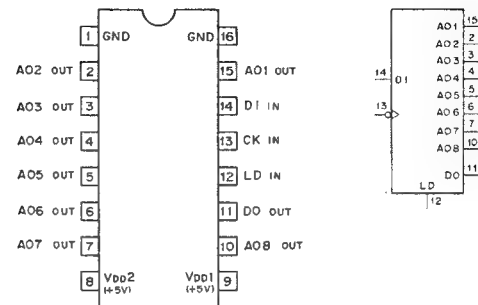 1 GND GND 16
AO2 OUT 2 15 AO1 OUT
AO3 OUT 3 14 DI IN
AO4 OUT 4 13 CK IN
AO5 OUT 5 12 LD IN
AO6 OUT 6 11 DO OUT
AO7 OUT 7 10 AO8 OUT
8 VDD2 VDD1 9
(+5V) (+5V)
AO1 15
AO2 2
AO3 3
14 DI AO4 4
AO5 5
13 AO6 6
AO7 7
AO8 10
DO 11
LD
12